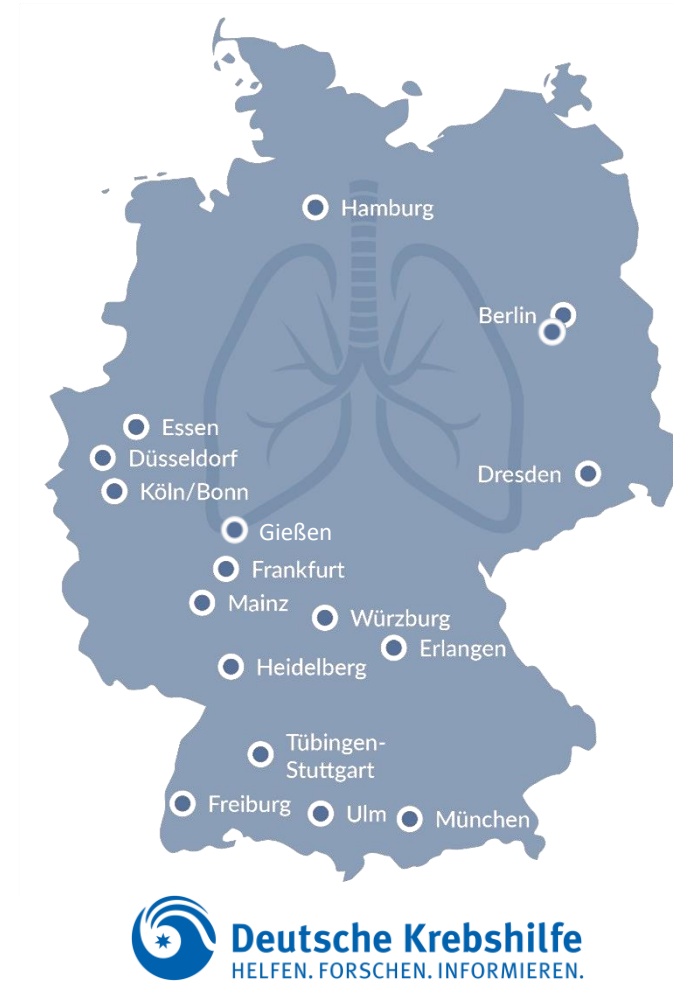 Hamburg
Berlin
Essen
Düsseldorf
Dresden
Köln/Bonn
Gießen
Frankfurt
Mainz
Würzburg
Erlangen
Heidelberg
Tübingen-
Stuttgart
Freiburg
Ulm
München
Deutsche Krebshilfe
HELFEN. FORSCHEN. INFORMIEREN.